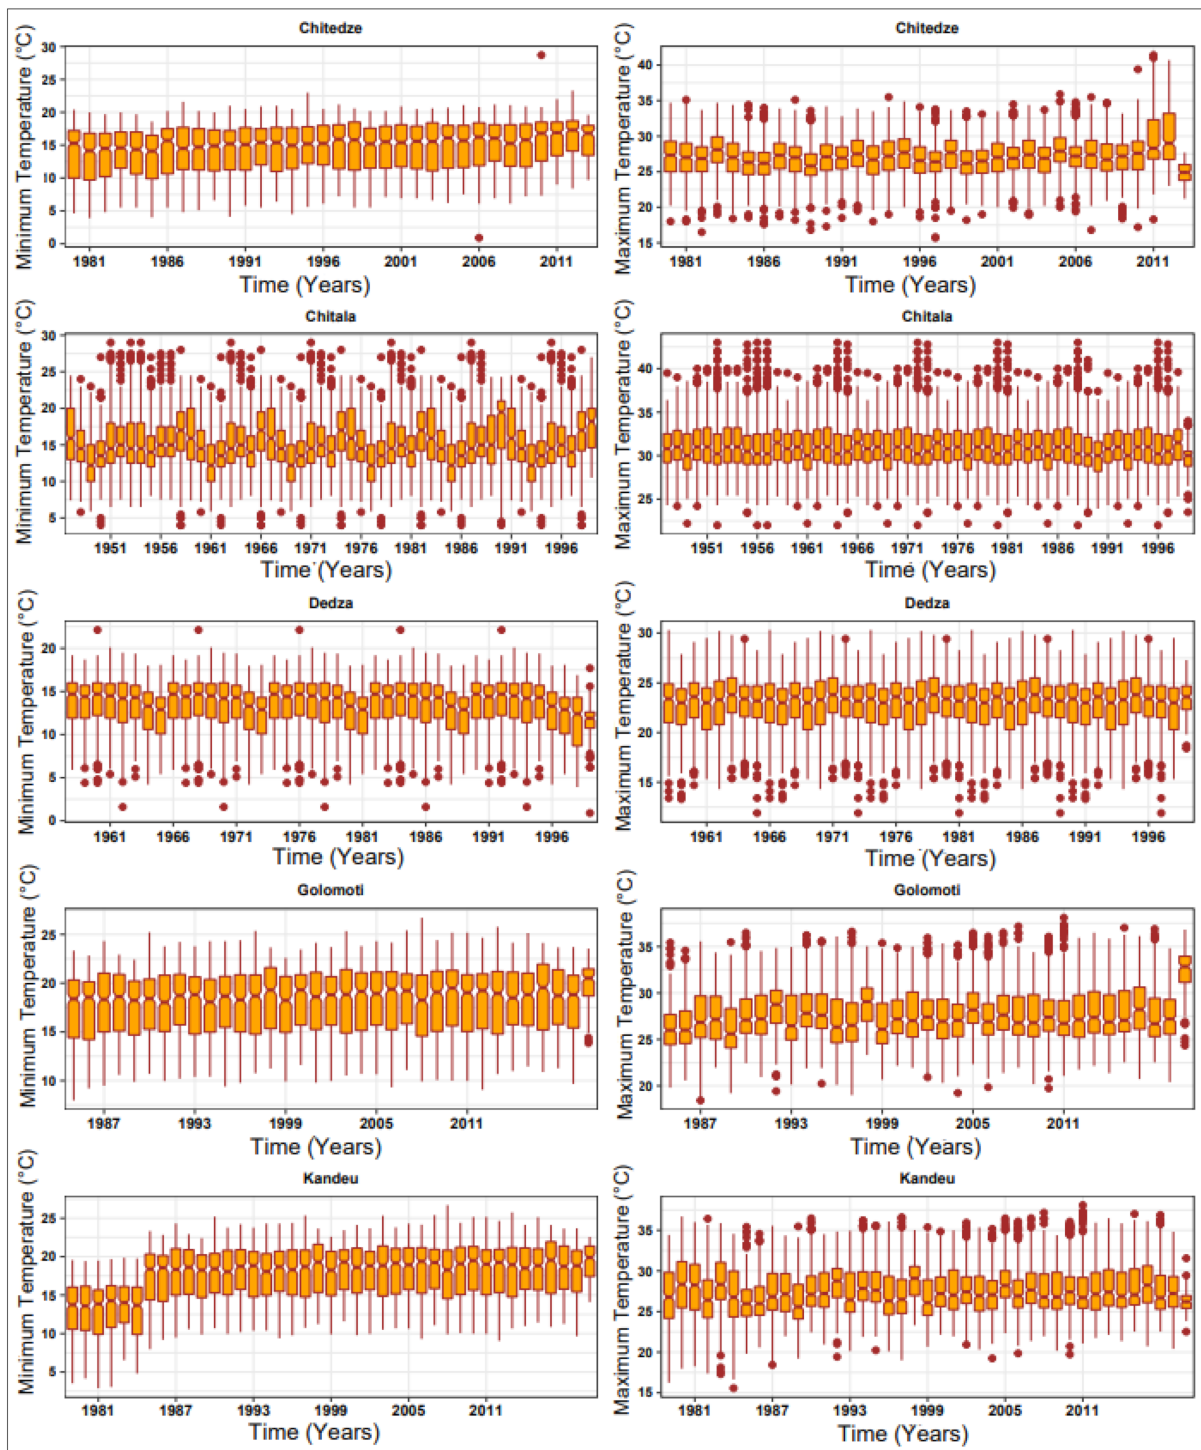 Chitedze
Minimum Temperature (°C)
30
25
20
15
10
5
0
1981 1986 1991 1996 2001 2006 2011
Time (Years)
Chitedze
Maximum Temperature (°C)
40
35
30
25
20
15
1981 1986 1991 1996 2001 2006 2011
Time (Years)
Chitala
Minimum Temperature (°C)
30
25
20
15
10
5
1951 1956 1961 1966 1971 1976 1981 1986 1991 1996
Time (Years)
Chitala
Maximum Temperature (°C)
40
35
30
25
1951 1956 1961 1966 1971 1976 1981 1986 1991 1996
Time (Years)
Dedza
Minimum Temperature (°C)
20
15
10
5
0
1961 1966 1971 1976 1981 1986 1991 1996
Time (Years)
Dedza
Maximum Temperature (°C)
30
25
20
15
1961 1966 1971 1976 1981 1986 1991 1996
Time (Years)
Golomoti
Minimum Temperature (°C)
25
20
15
10
1987 1993 1999 2005 2011
Time (Years)
Golomoti
Maximum Temperature (°C)
35
30
25
20
1987 1993 1999 2005 2011
Time (Years)
Kandeu
Minimum Temperature (°C)
25
20
15
10
5
1981 1987 1993 1999 2005 2011
Time (Years)
Kandeu
Maximum Temperature (°C)
35
30
25
20
15
1981 1987 1993 1999 2005 2011
Time (Years)